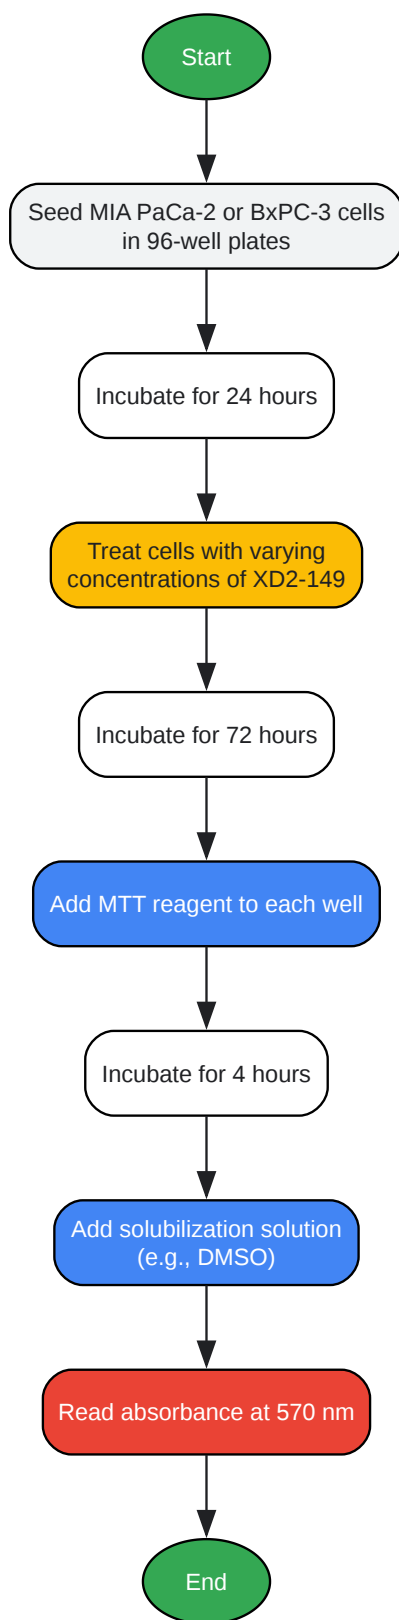 Start
Seed MIA PaCa-2 or BxPC-3 cells
in 96-well plates
Incubate for 24 hours
Treat cells with varying
concentrations of XD2-149
Incubate for 72 hours
Add MTT reagent to each well
Incubate for 4 hours
Add solubilization solution
(e.g., DMSO)
Read absorbance at 570 nm
End